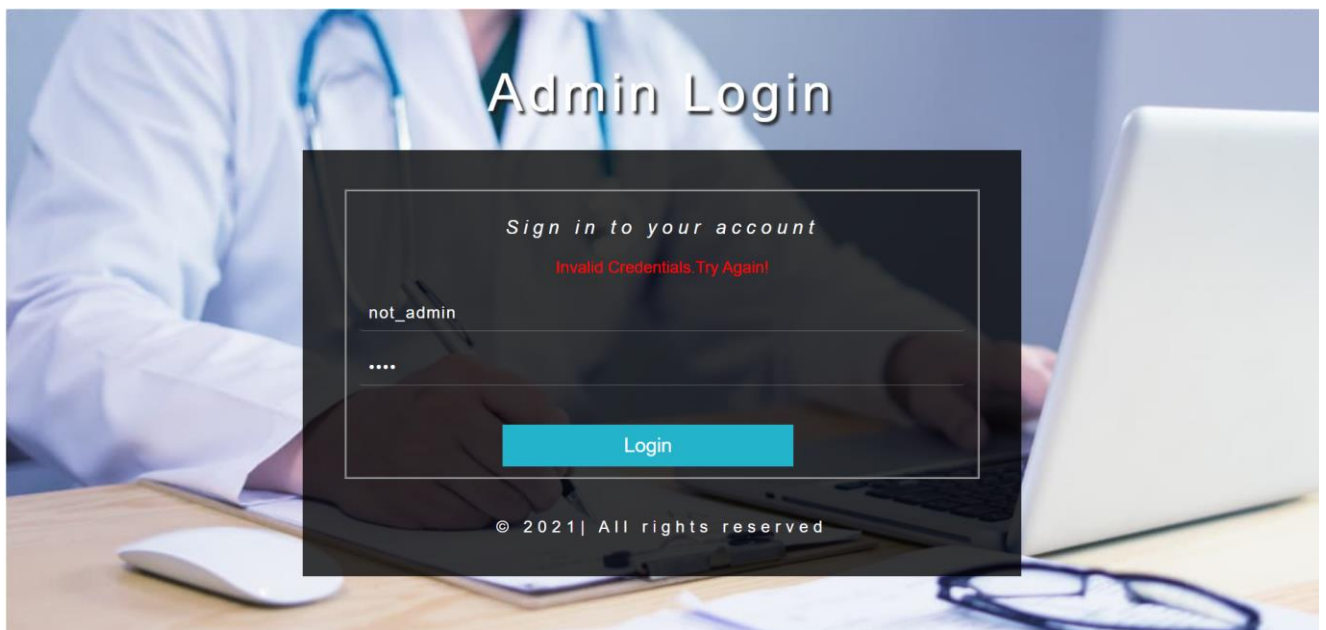 Admin Login
Sign in to your account
Invalid Credentials.Try Again!
not_admin
••••
Login
© 2021| All rights reserved